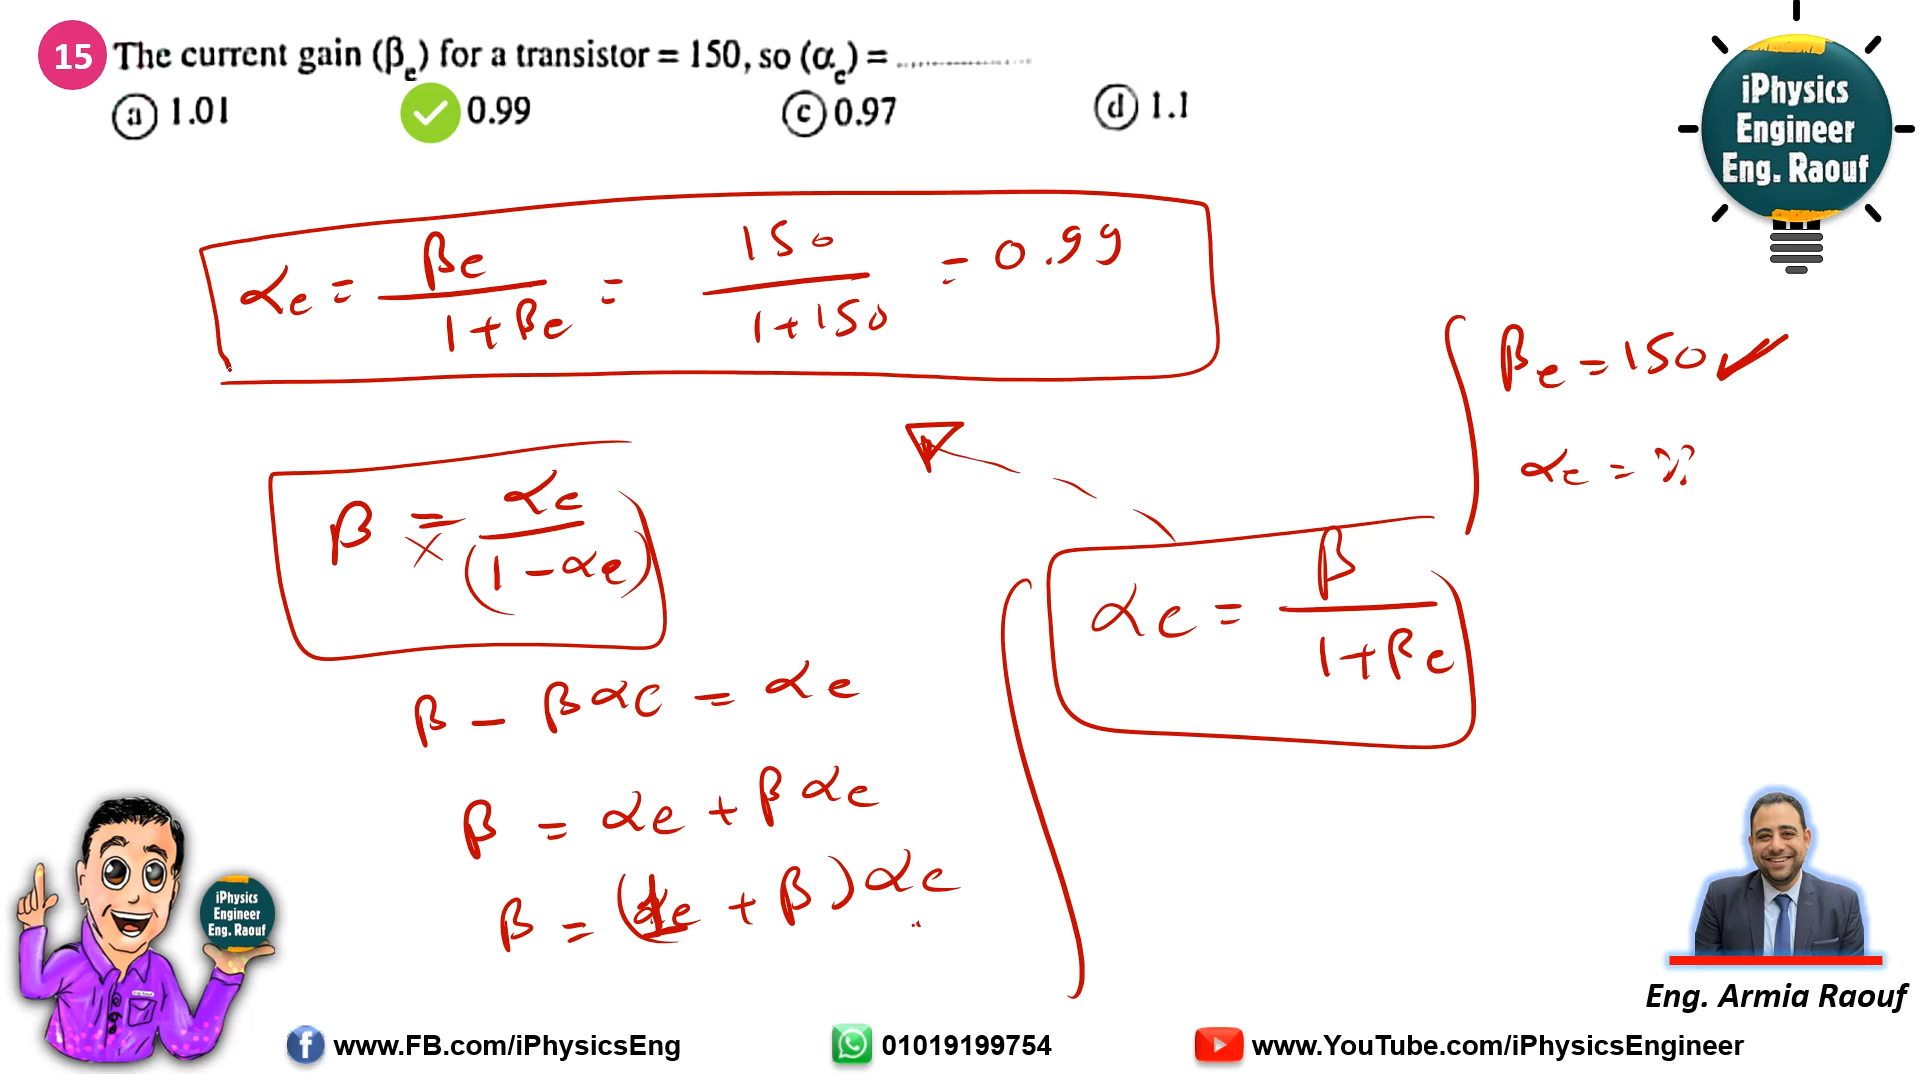 15 The current gain (βe) for a transistor = 150, so (αe) = ................
a 1.01 0.99 c 0.97 d 1.1
iPhysics
Engineer
Eng. Raouf
αe = βe / 1 + βe = 150 / 1 + 150 = 0.99
βe = 150 ✓
αe = ??
β = αe / (1 - αe)
×
αe = β / 1 + βe
β - β αe = αe
β = αe + β αe
β = (1 + β) αe
iPhysics
Engineer
Eng. Raouf
Eng. Armia Raouf
www.FB.com/iPhysicsEng
01019199754
www.YouTube.com/iPhysicsEngineer